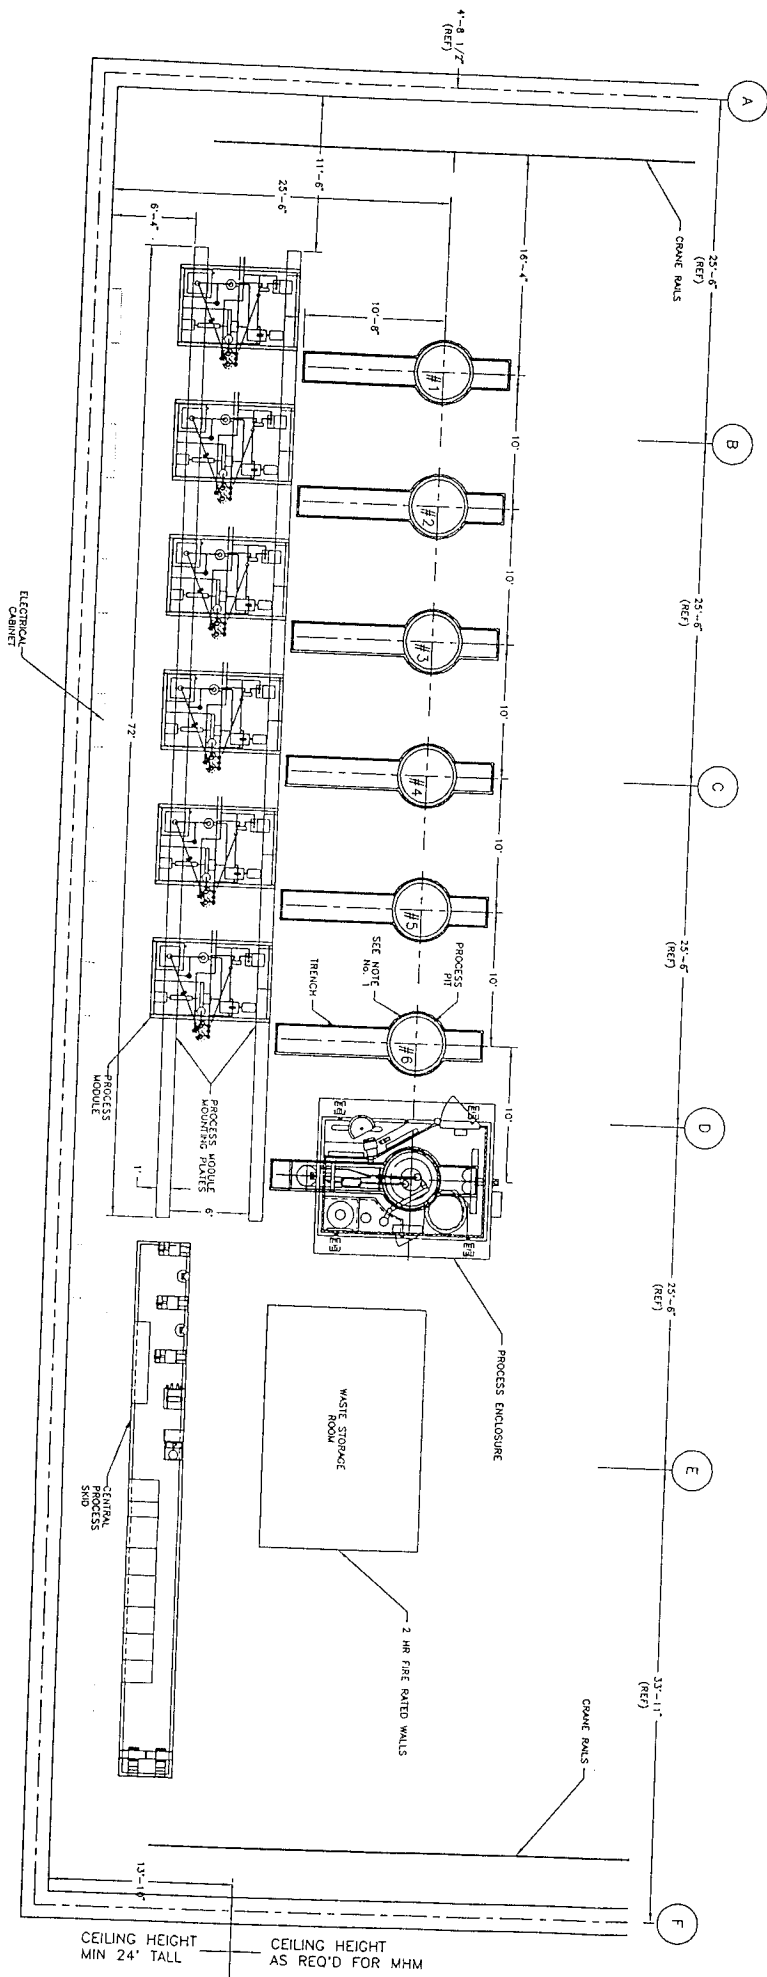 A
4'-8 1/2"
(REF)
25'-6"
(REF)
CRANE RAILS
16'-4"
11'-6"
25'-6"
6'-4"
10'-8"
#1
10'
B
#2
10'
25'-6"
(REF)
#3
10'
ELECTRICAL
CABINET
72'
#4
C
10'
#5
25'-6"
(REF)
10'
PROCESS
PIT
SEE NOTE
No. 1
TRENCH
#6
10'
D
PROCESS
MODULE
PROCESS MODULE
MOUNTING PLATES
1'
6'
25'-6"
(REF)
PROCESS ENCLOSURE
WASTE STORAGE
ROOM
E
CENTRAL
PROCESS
SKID
2 HR FIRE RATED WALLS
33'-11"
(REF)
CRANE RAILS
13'-10"
F
CEILING HEIGHT
MIN 24' TALL
CEILING HEIGHT
AS REQ'D FOR MHM